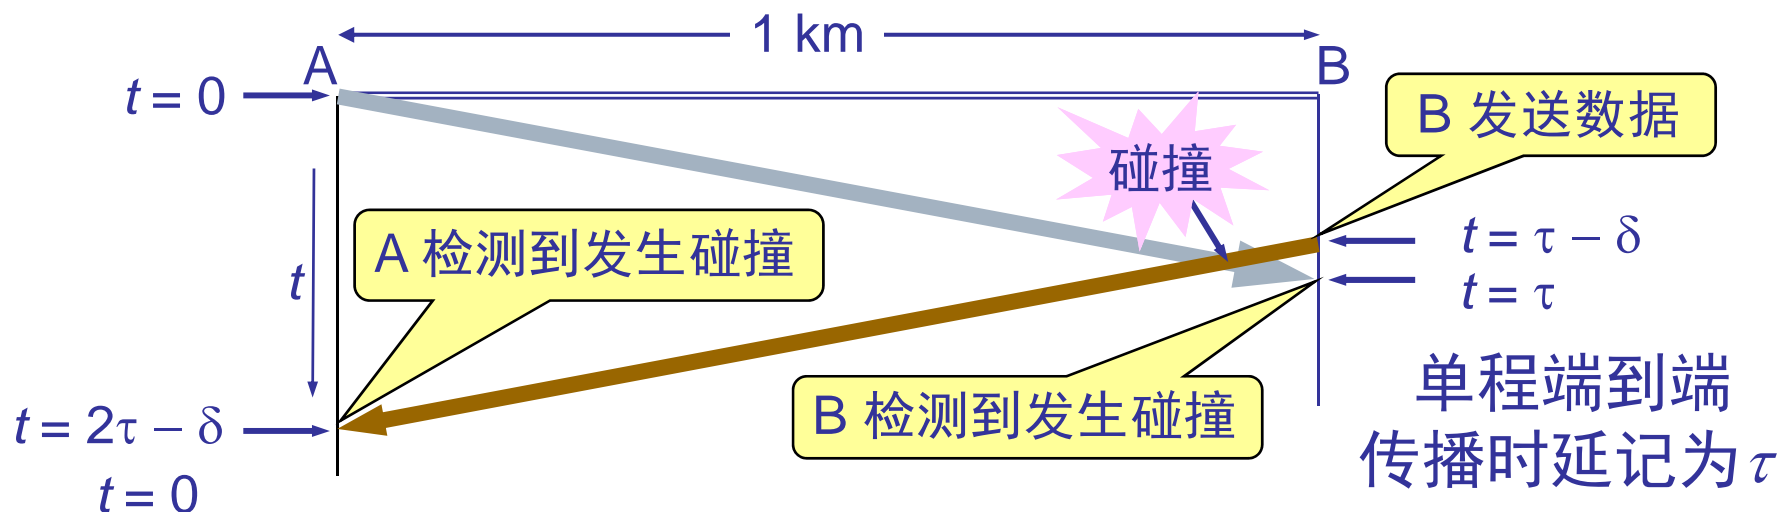 1 km
A
B
t = 0
B 发送数据
碰撞
A 检测到发生碰撞
t = τ − δ
t
t = τ
单程端到端
B 检测到发生碰撞
t = 2τ − δ
传播时延记为 τ
t = 0